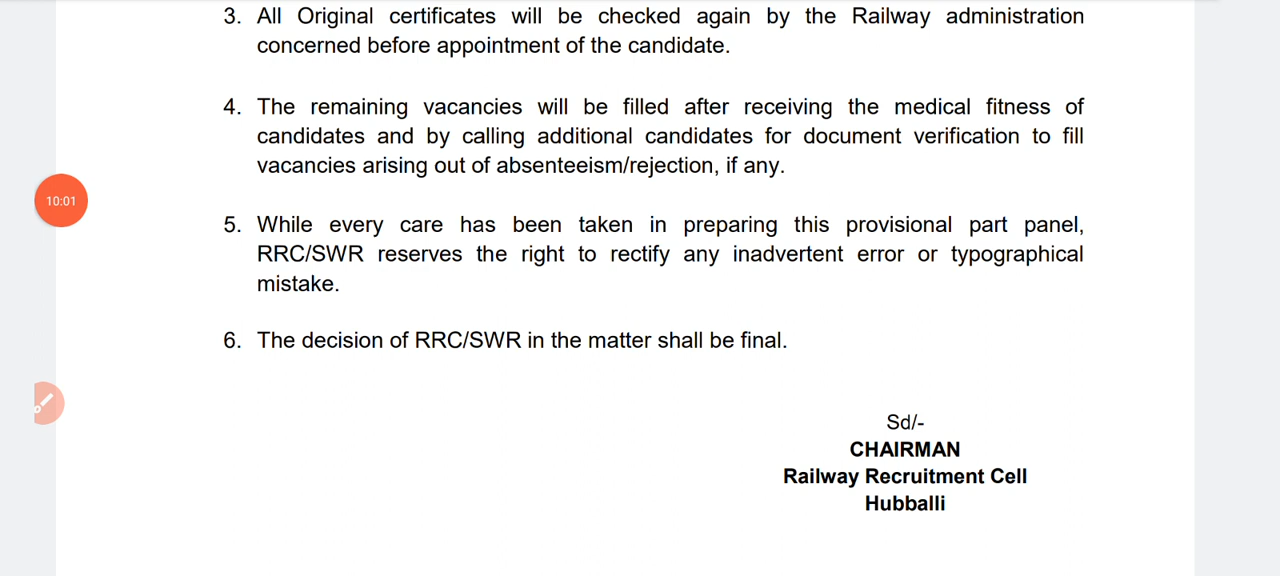 3. All Original certificates will be checked again by the Railway administration
concerned before appointment of the candidate.
4. The remaining vacancies will be filled after receiving the medical fitness of
candidates and by calling additional candidates for document verification to fill
vacancies arising out of absenteeism/rejection, if any.
10:01
5. While every care has been taken in preparing this provisional part panel,
RRC/SWR reserves the right to rectify any inadvertent error or typographical
mistake.
6. The decision of RRC/SWR in the matter shall be final.
Sd/-
CHAIRMAN
Railway Recruitment Cell
Hubballi